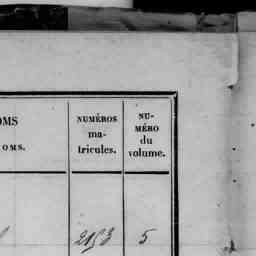 OMS
OMS.
NUMÉROS
ma-
tricules.
NU-
MÉRO
du
volume.
5